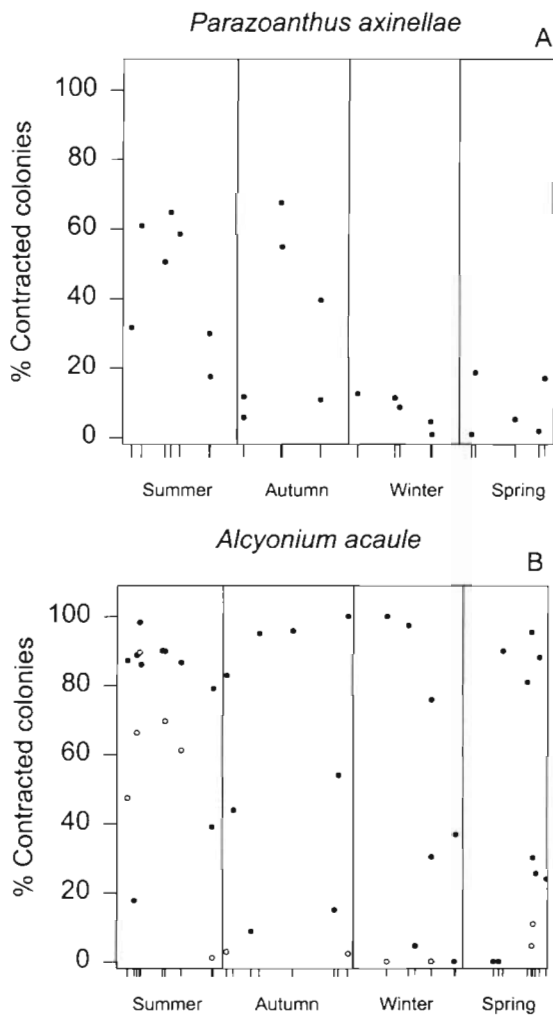 Parazoanthus axinellae
A
% Contracted colonies
100
80
60
40
20
0
Summer Autumn Winter Spring
Alcyonium acaule
B
% Contracted colonies
100
80
60
40
20
0
Summer Autumn Winter Spring